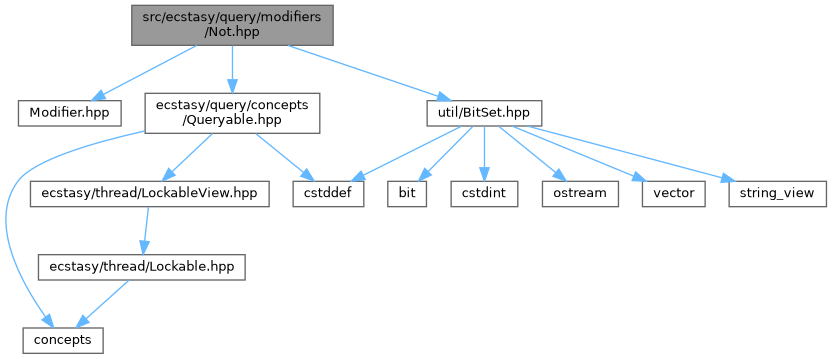 src/ecstasy/query/modifiers
/Not.hpp
Modifier.hpp
ecstasy/query/concepts
/Queryable.hpp
util/BitSet.hpp
ecstasy/thread/LockableView.hpp
cstddef
bit
cstdint
ostream
vector
string_view
ecstasy/thread/Lockable.hpp
concepts